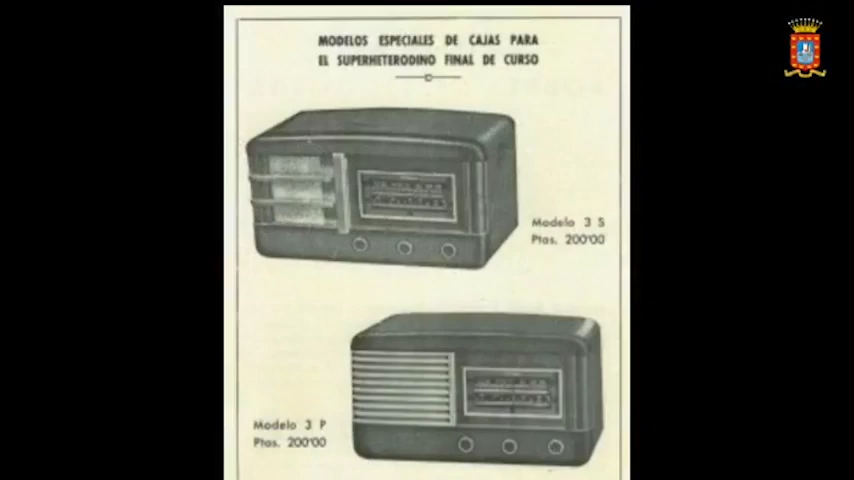 MODELOS ESPECIALES DE CAJAS PARA
EL SUPERHETERODINO FINAL DE CURSO
Modelo 3 S
Ptas. 200'00
Modelo 3 P
Ptas. 200'00